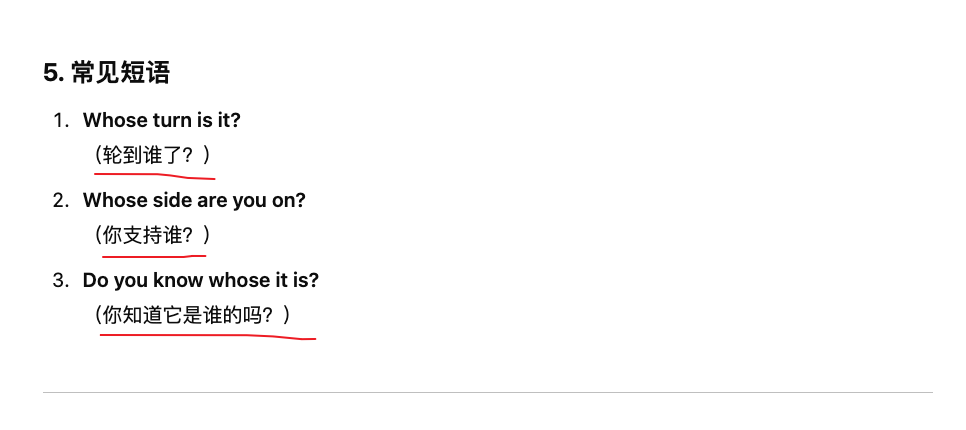 5. 常见短语
1. Whose turn is it?
（轮到谁了？）
2. Whose side are you on?
（你支持谁？）
3. Do you know whose it is?
（你知道它是谁的吗？）